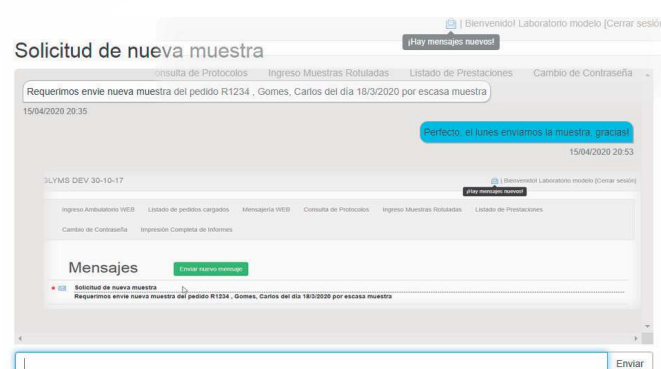 | Bienvenido! Laboratorio modelo [Cerrar sesión
¡Hay mensajes nuevos!
Solicitud de nueva muestra
onsulta de Protocolos Ingreso Muestras Rotuladas Listado de Prestaciones Cambio de Contraseña
Requerimos envie nueva muestra del pedido R1234 , Gomes, Carlos del día 18/3/2020 por escasa muestra
15/04/2020 20:35
Perfecto, el lunes enviamos la muestra, gracias!
15/04/2020 20:53
GLYMS DEV 30-10-17
| Bienvenido! Laboratorio modelo [Cerrar sesión]
¡Hay mensajes nuevos!
Ingreso Ambulatorio WEB Listado de pedidos cargados Mensajería WEB Consulta de Protocolos Ingreso Muestras Rotuladas Listado de Prestaciones
Cambio de Contraseña Impresión Completa de Informes
Mensajes
Enviar nuevo mensaje
Solicitud de nueva muestra
Requerimos envie nueva muestra del pedido R1234 , Gomes, Carlos del día 18/3/2020 por escasa muestra
Enviar